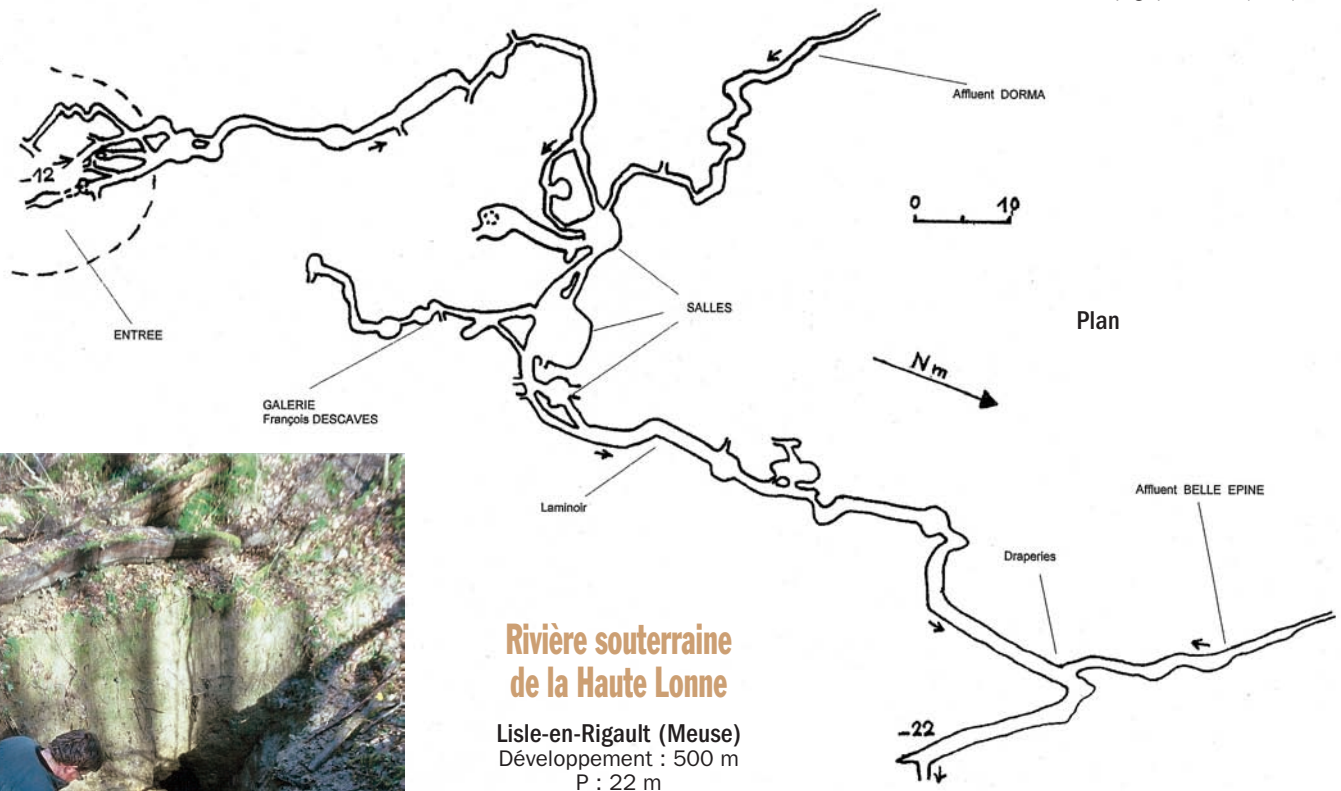 Affluent DORMA
0 10
-12
SALLES
Plan
ENTREE
Nm
GALERIE
François DESCAVES
Affluent BELLE EPINE
Laminoir
Draperies
Rivière souterraine
de la Haute Lonne
-22
Lisle-en-Rigault (Meuse)
Développement : 500 m
P : 22 m